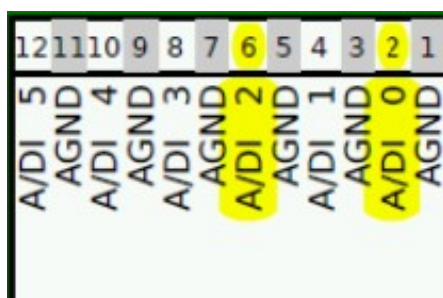 12 11 10 9 8 7 6 5 4 3 2 1
A/DI 5
AGND
A/DI 4
AGND
A/DI 3
AGND
A/DI 2
AGND
A/DI 1
AGND
A/DI 0
AGND